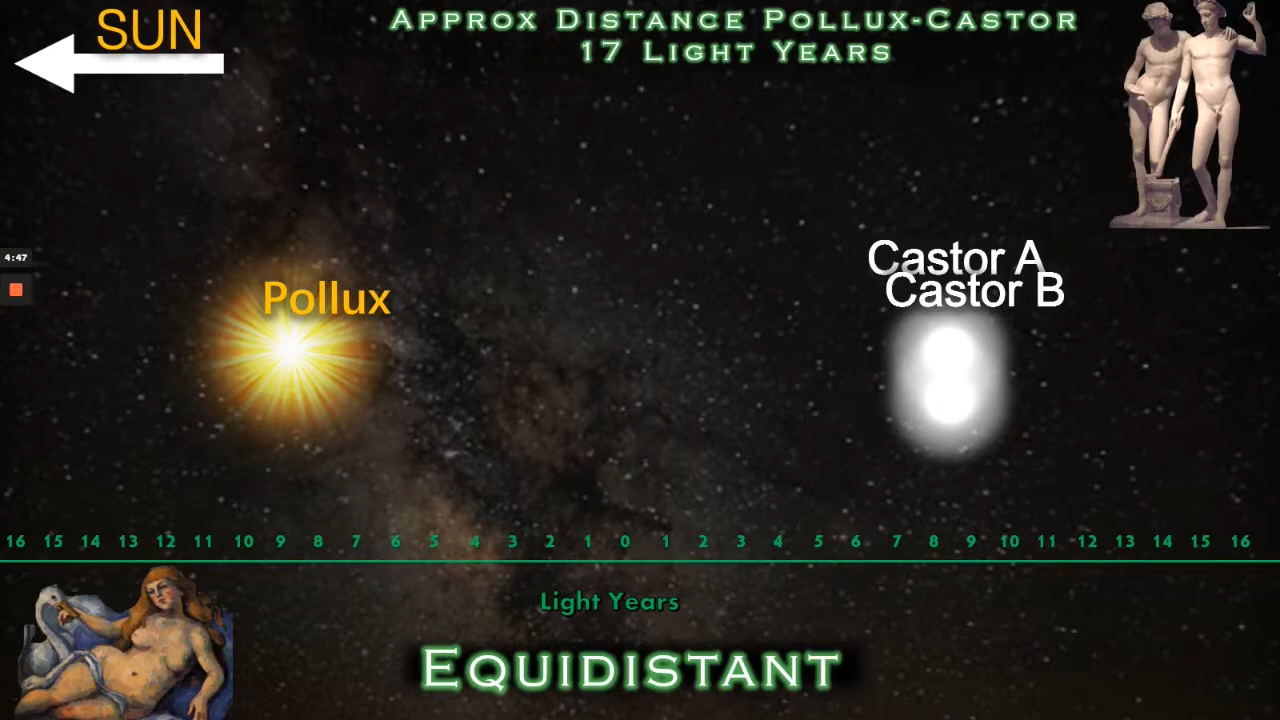 SUN
Approx Distance Pollux-Castor
17 Light Years
4:47
Castor A
Castor B
Pollux
16 15 14 13 12 11 10 9 8 7 6 5 4 3 2 1 0 1 2 3 4 5 6 7 8 9 10 11 12 13 14 15 16
Light Years
Equidistant